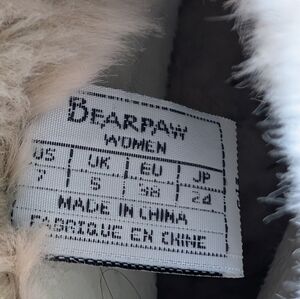 BEARPAW
WOMEN
US UK EU JP
7 5 38 24
MADE IN CHINA
FABRIQUE EN CHINE